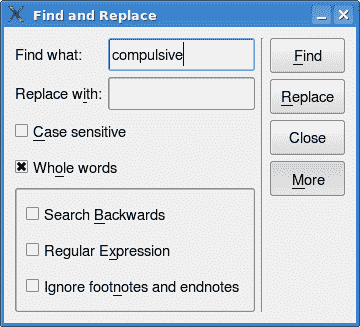 Find and Replace
Find what: compulsive
Find
Replace with:
Replace
Case sensitive
Close
Whole words
More
Search Backwards
Regular Expression
Ignore footnotes and endnotes